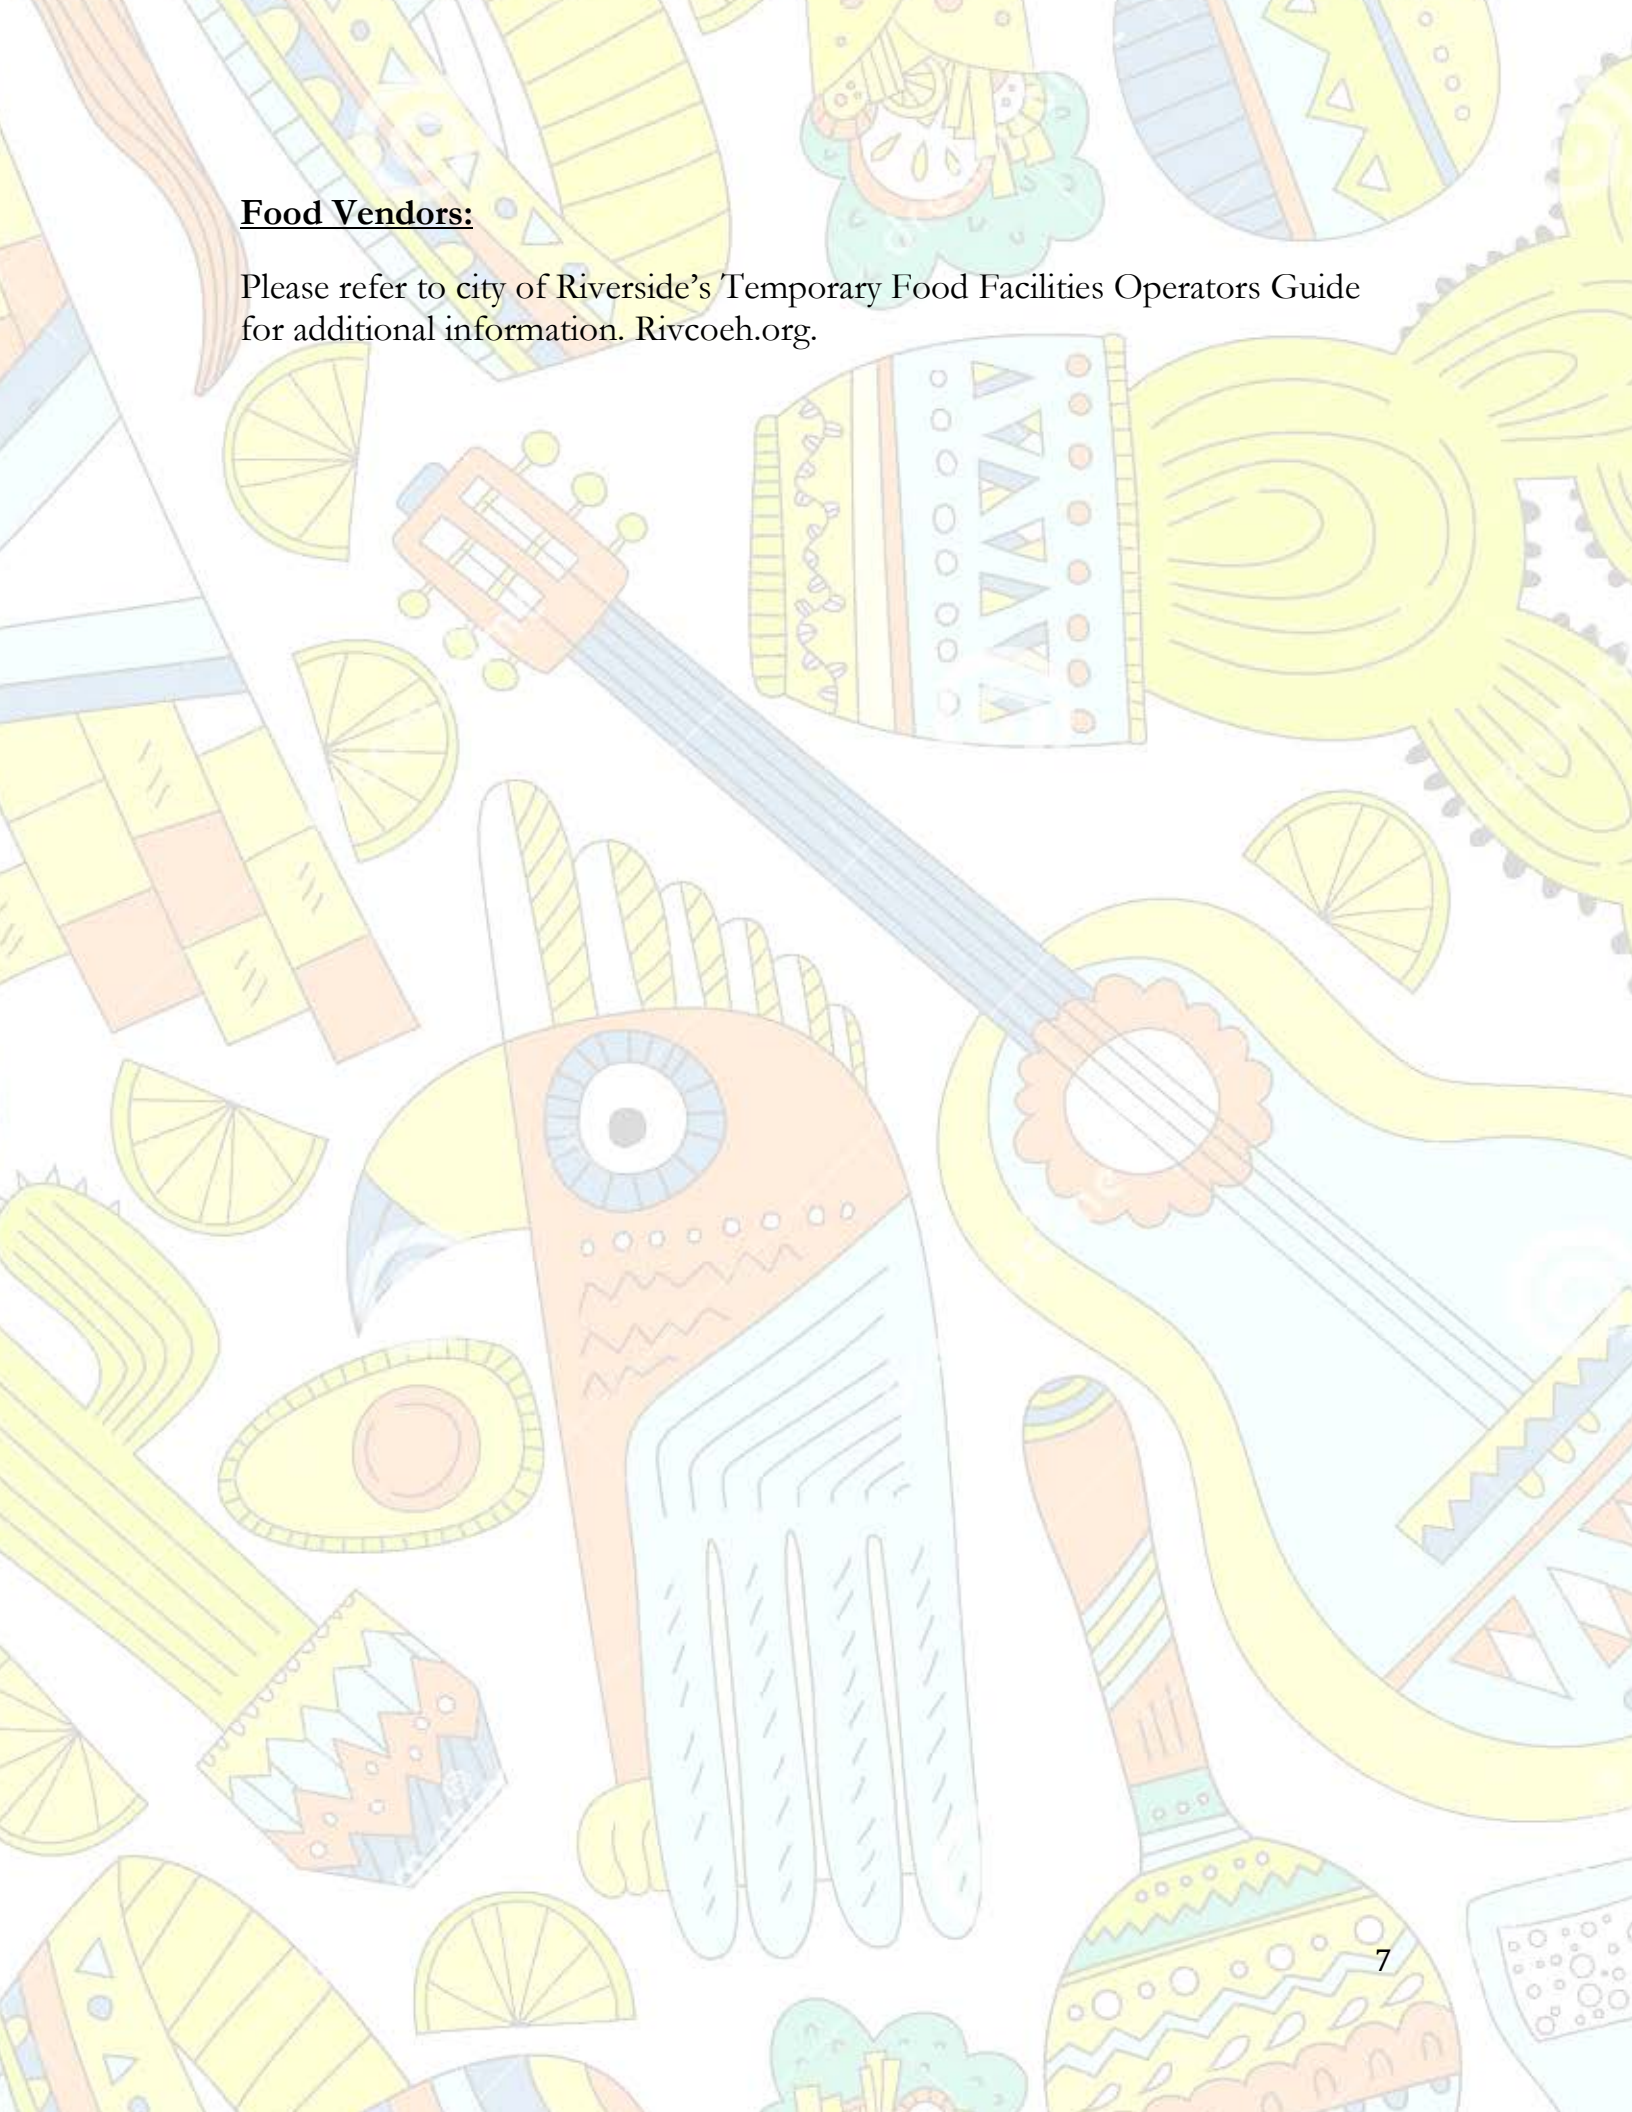 Food Vendors:
Please refer to city of Riverside’s Temporary Food Facilities Operators Guide
for additional information. Rivcoeh.org.
7